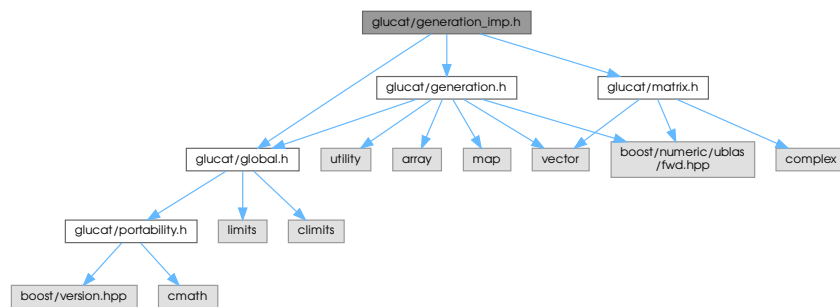 glucat/generation_imp.h
glucat/generation.h
glucat/matrix.h
glucat/global.h
utility
array
map
vector
boost/numeric/ublas
/fwd.hpp
complex
glucat/portability.h
limits
climits
boost/version.hpp
cmath